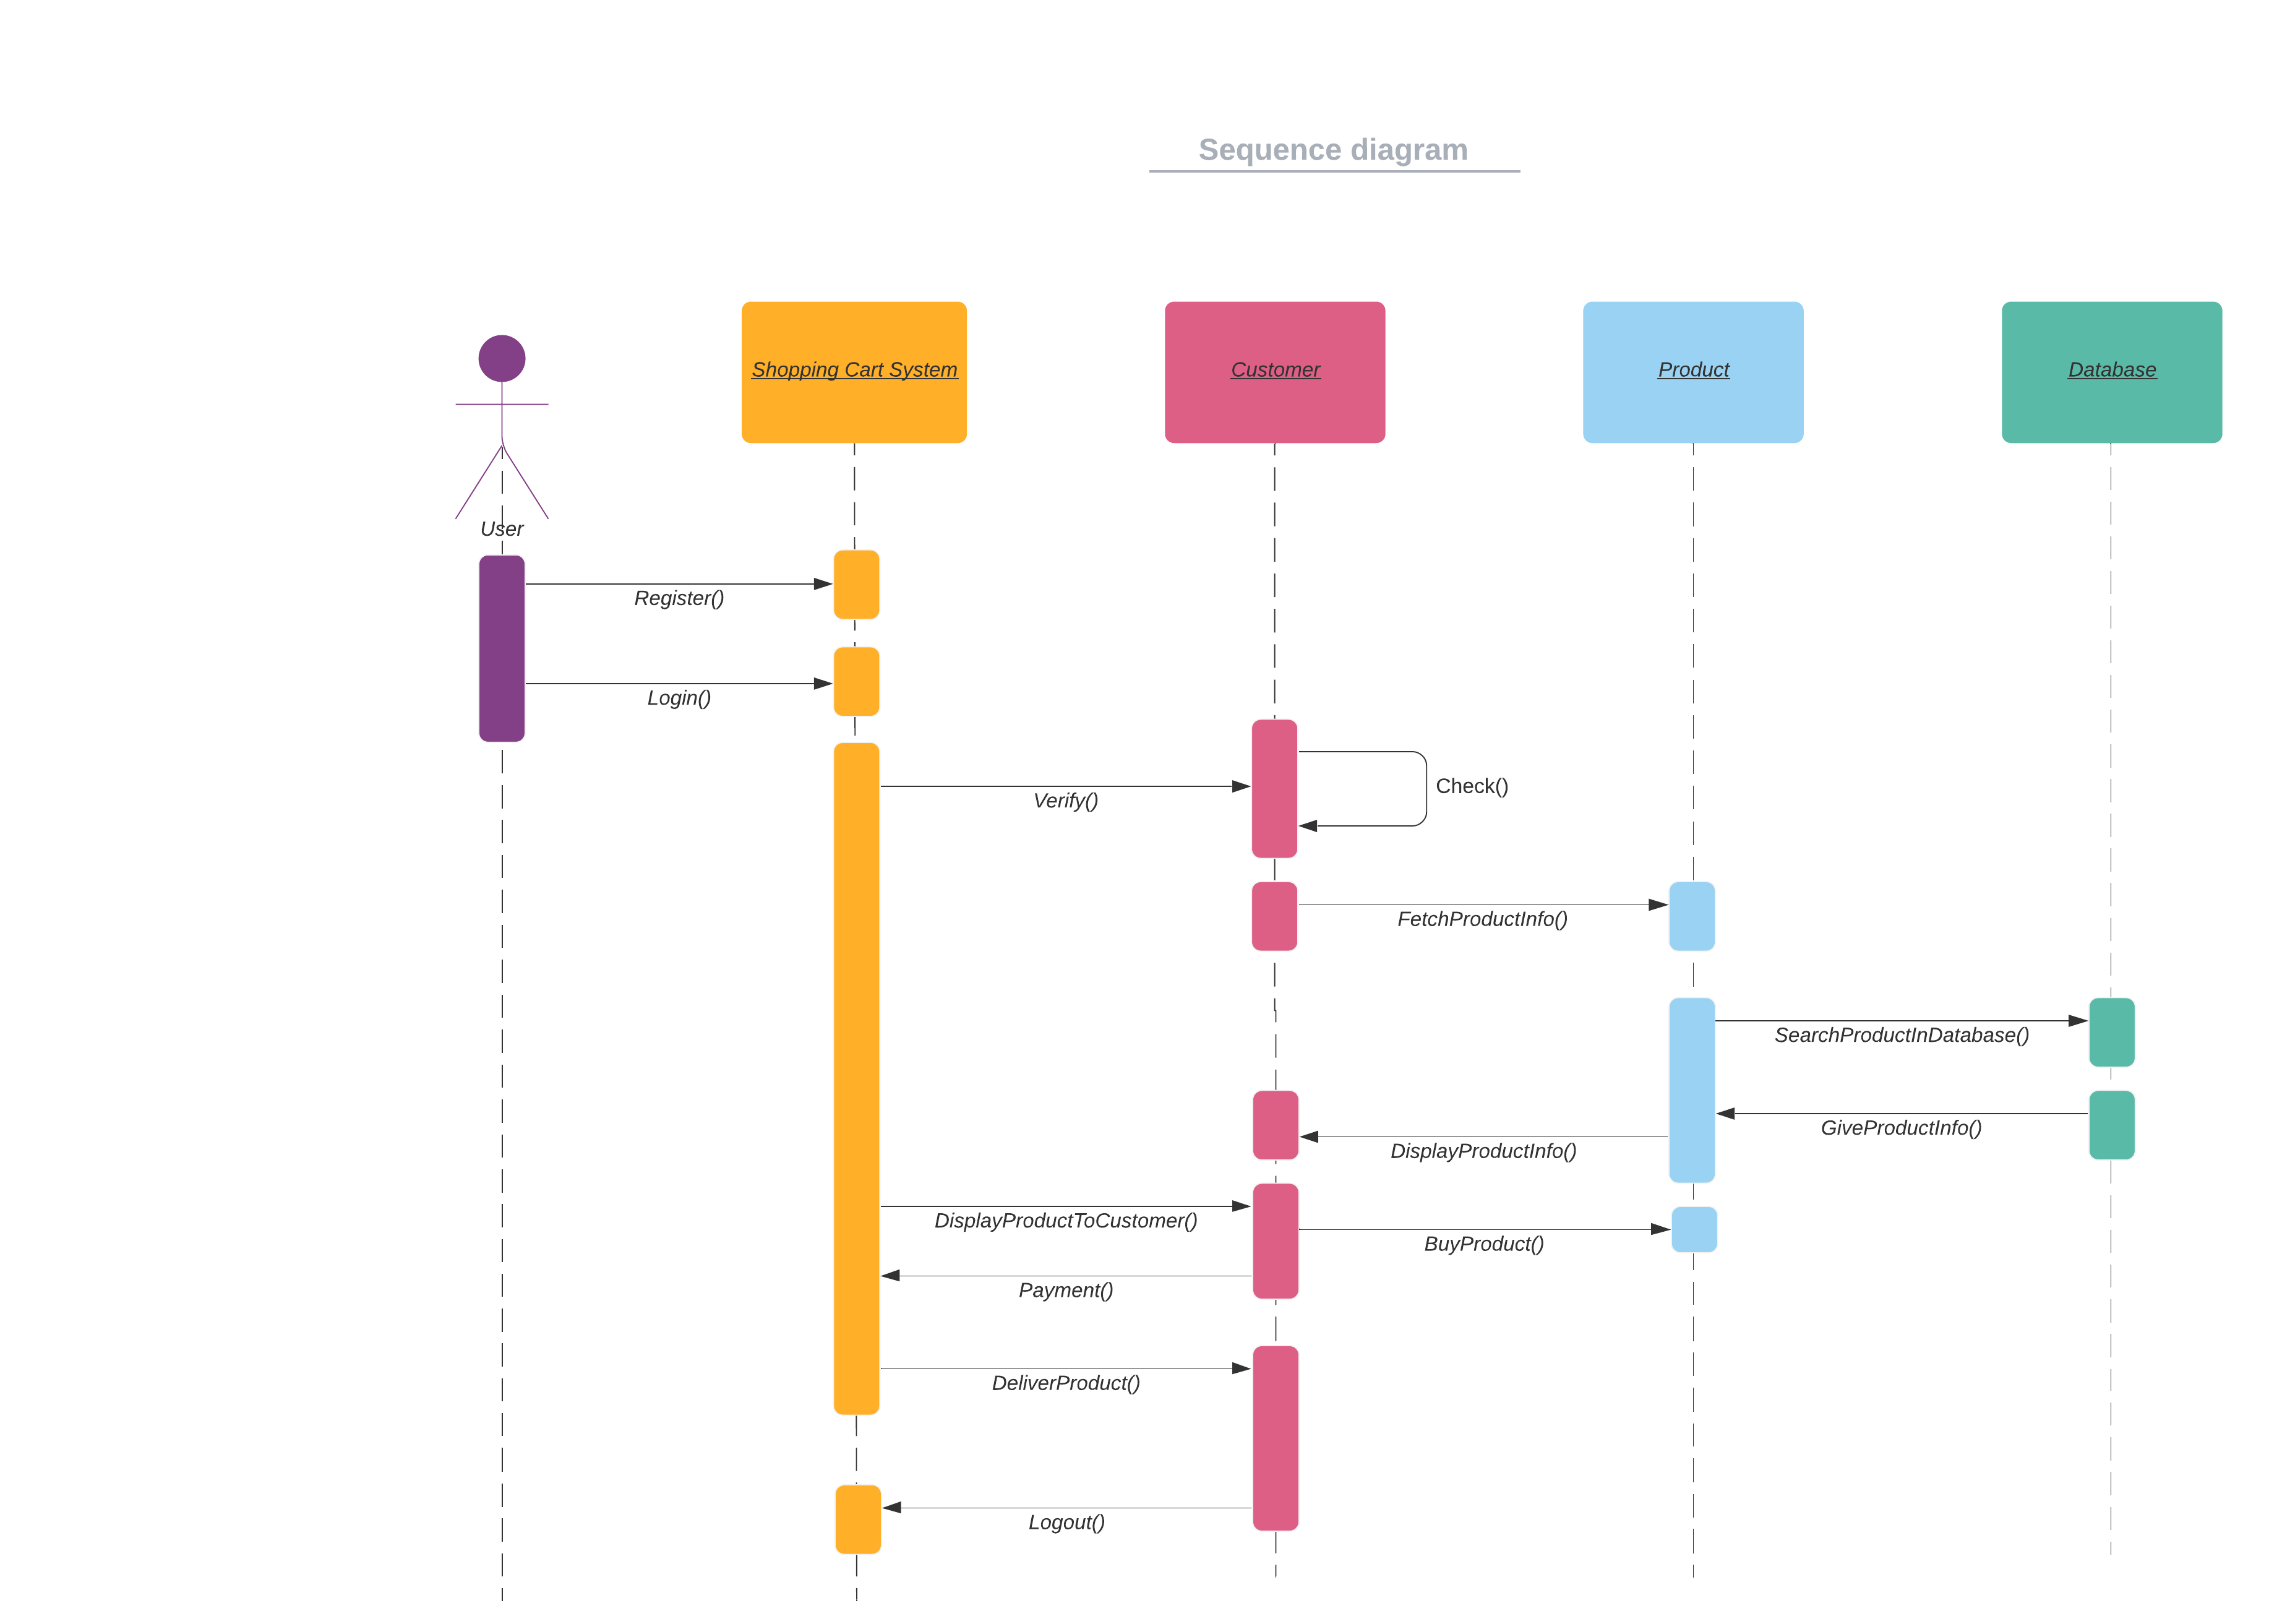 Sequence diagram
Shopping Cart System
Customer
Product
Database
User
Register()
Login()
Check()
Verify()
FetchProductInfo()
SearchProductInDatabase()
GiveProductInfo()
DisplayProductInfo()
DisplayProductToCustomer()
BuyProduct()
Payment()
DeliverProduct()
Logout()